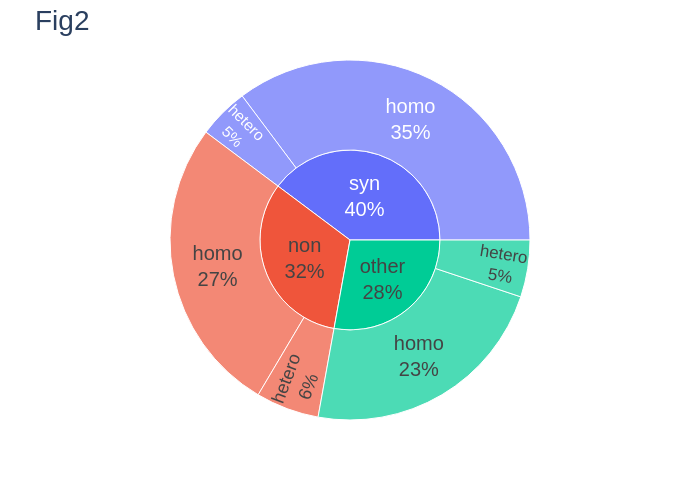 Fig2
homo
35%
hetero
5%
syn
40%
homo
27%
non
32%
other
28%
hetero
5%
homo
23%
hetero
6%